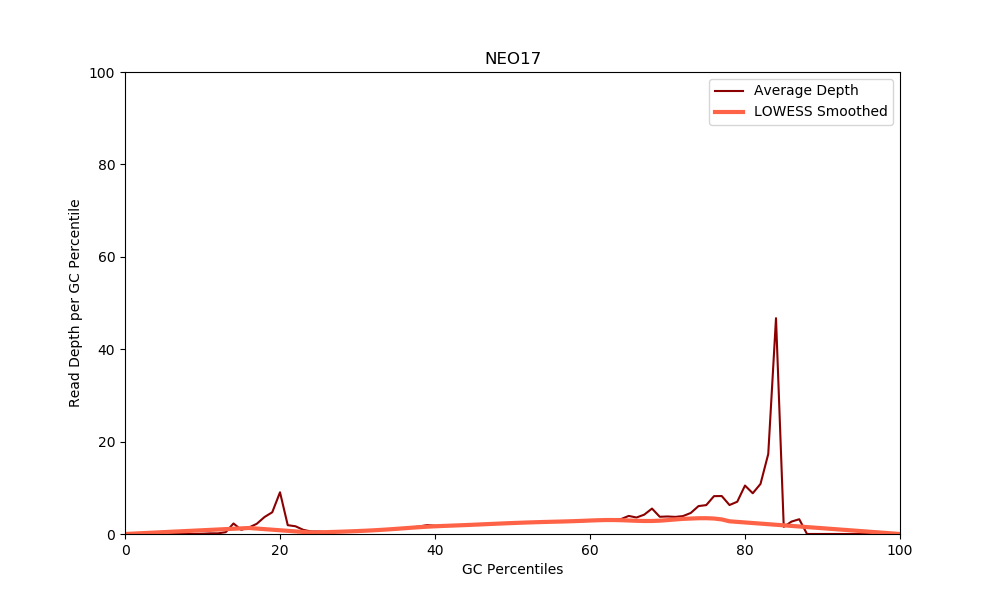 NEO17
Average Depth
LOWESS Smoothed
Read Depth per GC Percentile
100
80
60
40
20
0
0 20 40 60 80 100
GC Percentiles